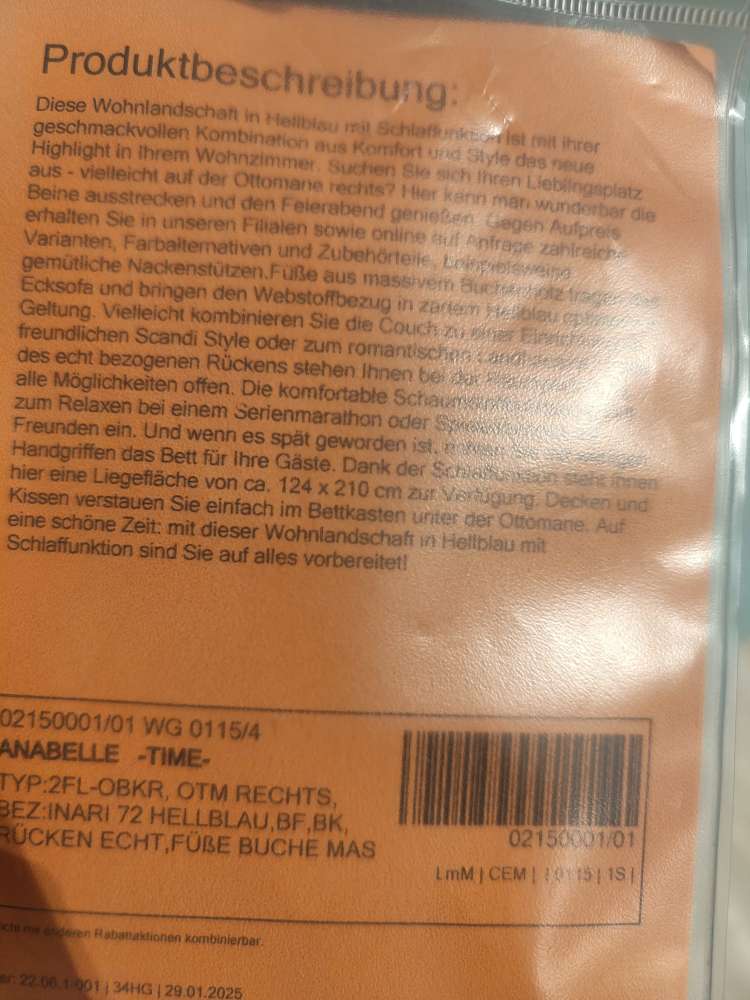 Produktbeschreibung:
Diese Wohnlandschaft in Hellblau mit Schlaffunktion ist mit ihrer
geschmackvollen Kombination aus Komfort und Style das neue
Highlight in Ihrem Wohnzimmer. Suchen Sie sich Ihren Lieblingsplatz
aus - vielleicht auf der Ottomane rechts? Hier kann man wunderbar die
Beine ausstrecken und den Feierabend genießen. Gegen Aufpreis
erhalten Sie in unseren Filialen sowie online auf Anfrage zahlreiche
Varianten, Farbalternativen und Zubehörteile, beispielsweise
gemütliche Nackenstützen.Füße aus massivem Buchenholz tragen das
Ecksofa und bringen den Webstoffbezug in zartem Hellblau
Geltung. Vielleicht kombinieren Sie die Couch zu einer
freundlichen Scandi Style oder zum romantischen
des echt bezogenen Rückens stehen Ihnen bei der
alle Möglichkeiten offen. Die komfortable
zum Relaxen bei einem Serienmarathon oder
Freunden ein. Und wenn es spät geworden ist,
Handgriffen das Bett für Ihre Gäste. Dank der Schlaffunktion steht Ihnen
hier eine Liegefläche von ca. 124 x 210 cm zur Verfügung. Decken und
Kissen verstauen Sie einfach im Bettkasten unter der Ottomane. Auf
eine schöne Zeit: mit dieser Wohnlandschaft in Hellblau mit
Schlaffunktion sind Sie auf alles vorbereitet!
02150001/01 WG 0115/4
ANABELLE -TIME-
TYP:2FL-OBKR, OTM RECHTS,
BEZ:INARI 72 HELLBLAU,BF,BK,
RÜCKEN ECHT,FÜßE BUCHE MAS
02150001/01
LmM | CEM | | 0115 | 1S |
mit anderen Rabattaktionen kombinierbar.
001 | 34HG | 29.01.2025